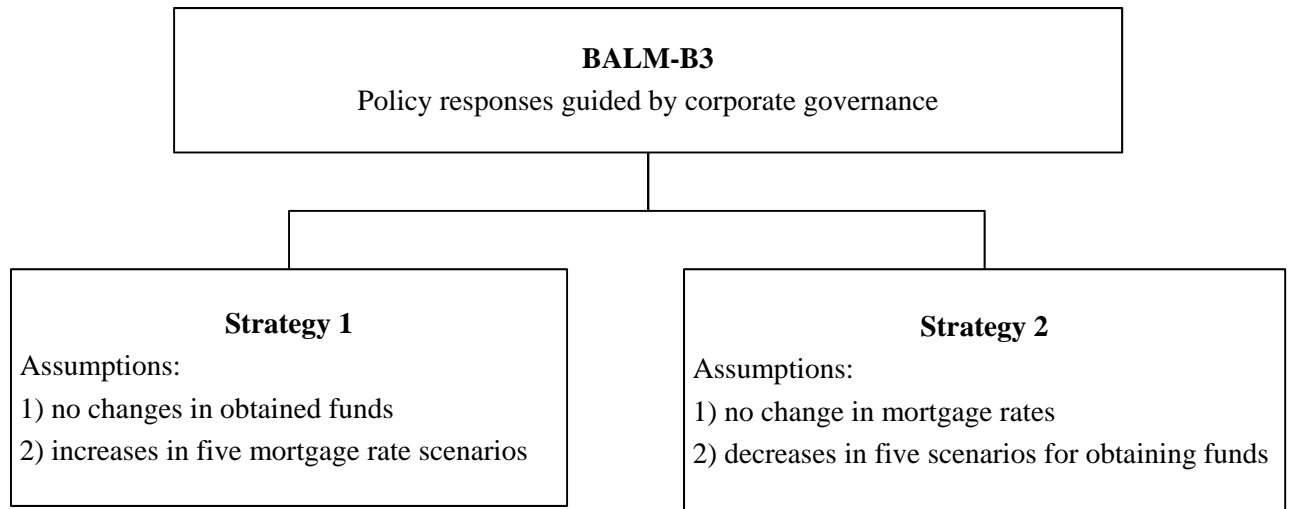 BALM-B3
Policy responses guided by corporate governance
Strategy 1
Assumptions:
1) no changes in obtained funds
2) increases in five mortgage rate scenarios
Strategy 2
Assumptions:
1) no change in mortgage rates
2) decreases in five scenarios for obtaining funds